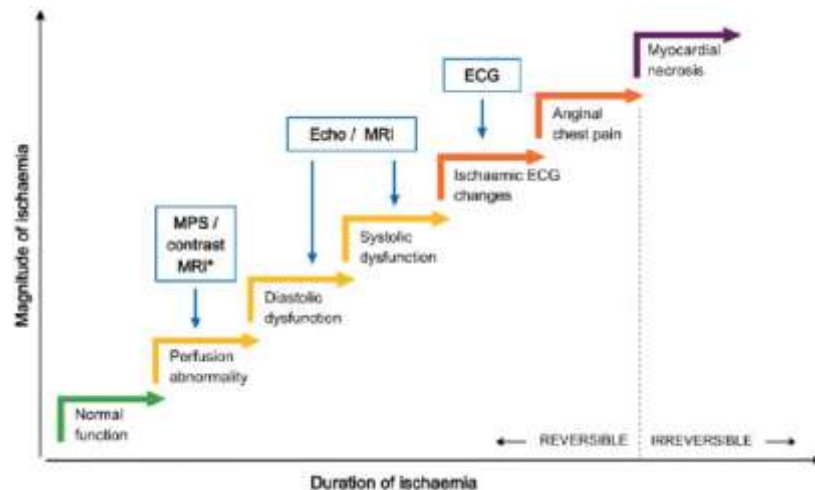 Magnitude of ischaemia
Myocardial
necrosis
ECG
Anginal
chest pain
Echo / MRI
Ischaemic ECG
changes
MPS /
contrast
MRI*
Systolic
dysfunction
Diastolic
dysfunction
Perfusion
abnormality
Normal
function
REVERSIBLE
IRREVERSIBLE
Duration of ischaemia